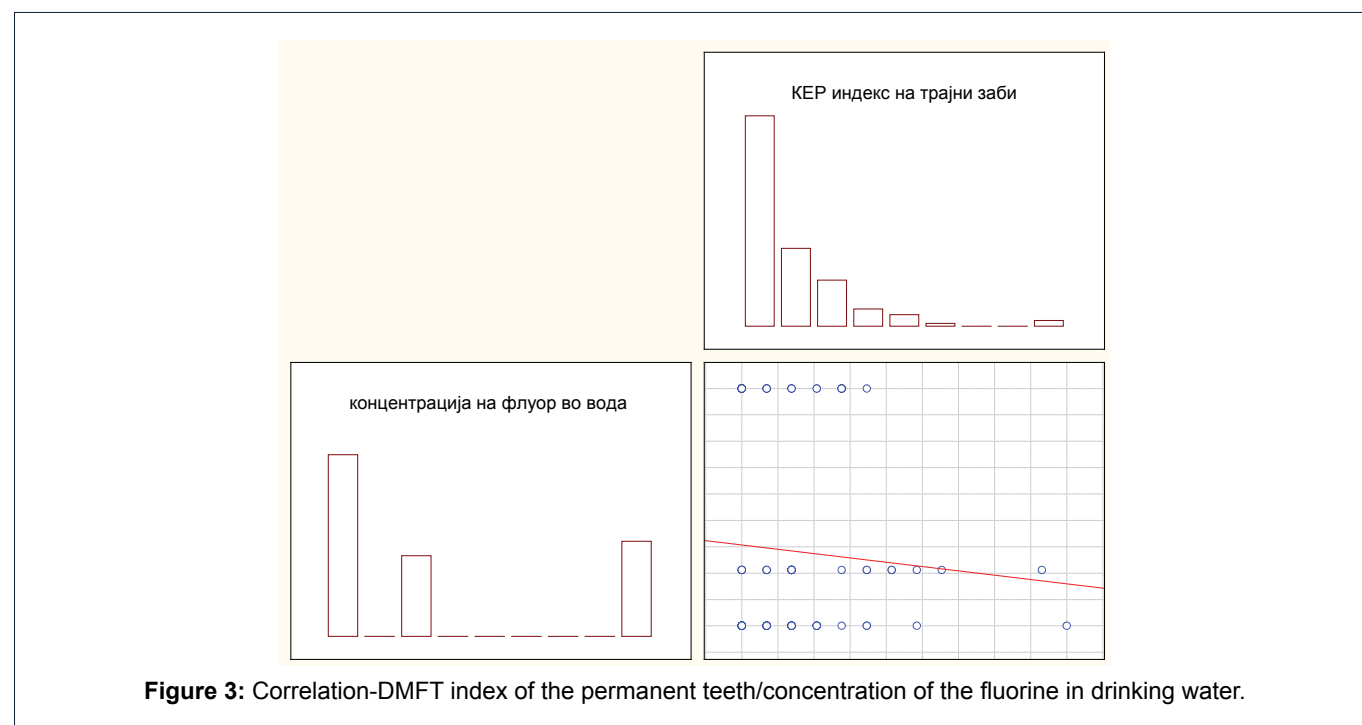 КЕР индекс на трајни заби
концентрација на флуор во вода
Figure 3: Correlation-DMFT index of the permanent teeth/concentration of the fluorine in drinking water.